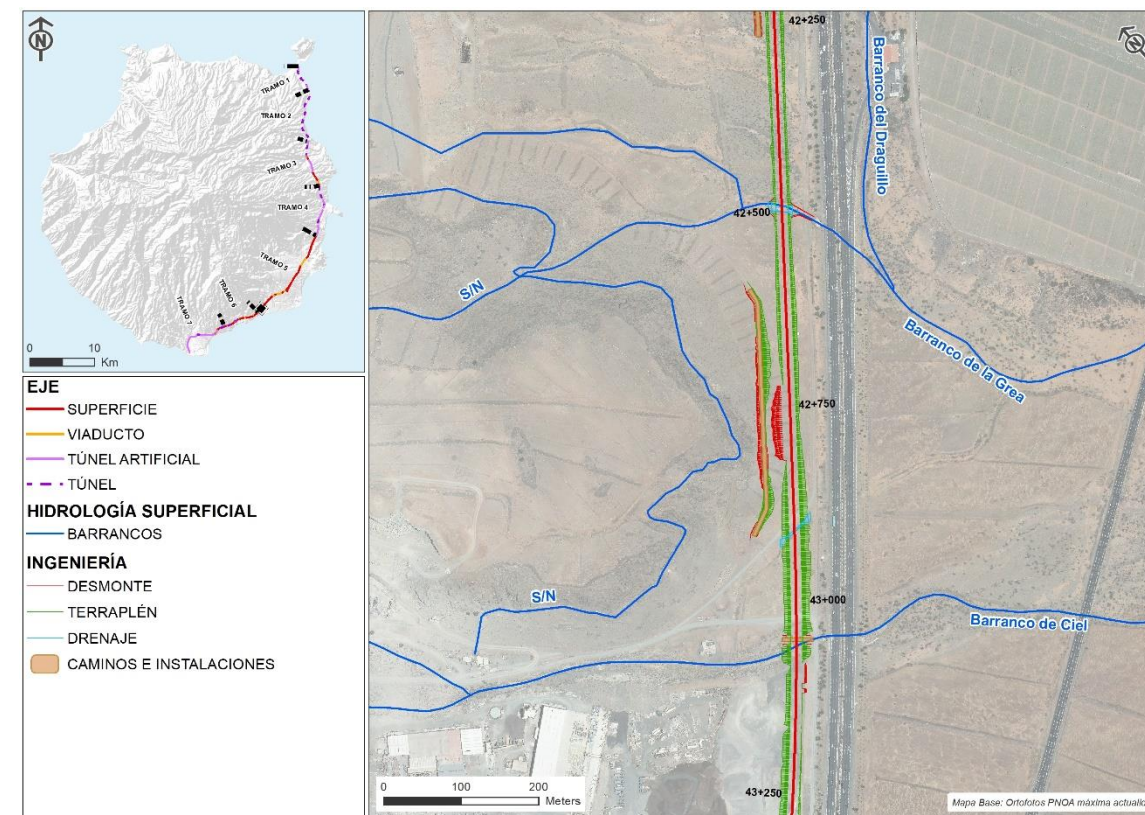 N
TRAMO 1
TRAMO 2
TRAMO 3
TRAMO 4
TRAMO 5
TRAMO 6
TRAMO 7
0 10
Km
EJE
SUPERFICIE
VIADUCTO
TÚNEL ARTIFICIAL
TÚNEL
HIDROLOGÍA SUPERFICIAL
BARRANCOS
INGENIERÍA
DESMONTE
TERRAPLÉN
DRENAJE
CAMINOS E INSTALACIONES
42+250
N
Barranco del Draguillo
42+500
S/N
Barranco de la Grea
42+750
S/N
43+000
Barranco de Ciel
0 100 200
Meters
43+250
Mapa Base: Ortofotos PNOA máxima